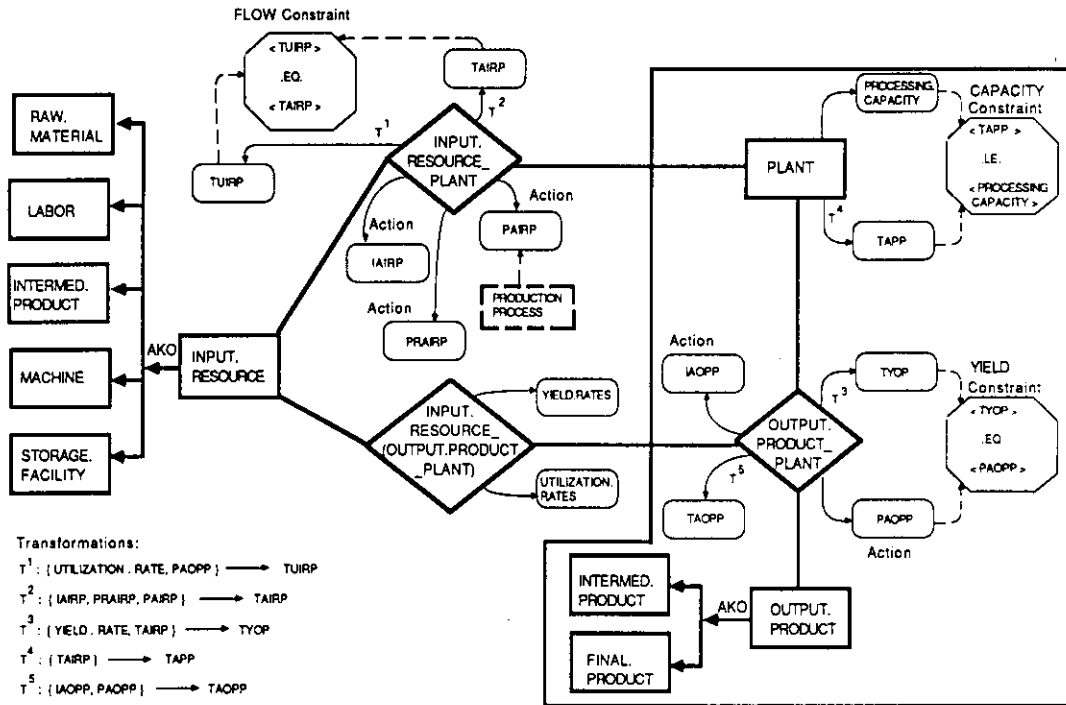 FLOW Constraint
< TUIRP >
.EQ.
< TAIRP >
TAIRP
T2
T1
TUIRP
INPUT.
RESOURCE_
PLANT
Action
IAIRP
Action
PAIRP
PRODUCTION
PROCESS
Action
PRAIRP
RAW.
MATERIAL
LABOR
INTERMED.
PRODUCT
MACHINE
STORAGE.
FACILITY
AKO
INPUT.
RESOURCE
INPUT.
RESOURCE_
(OUTPUT.PRODUCT
_PLANT)
YIELD.RATES
UTILIZATION.
RATES
PLANT
PROCESSING.
CAPACITY
CAPACITY
Constraint
< TAPP >
.LE.
< PROCESSING
CAPACITY >
T4
TAPP
Action
IAOPP
OUTPUT.
PRODUCT_
PLANT
T3
TYOP
YIELD
Constraint
< TYOP >
.EQ
< PAOPP >
T5
TAOPP
PAOPP
Action
INTERMED.
PRODUCT
FINAL.
PRODUCT
AKO
OUTPUT.
PRODUCT
Transformations:
T1 : { UTILIZATION . RATE, PAOPP } → TUIRP
T2 : { IAIRP, PRAIRP, PAIRP } → TAIRP
T3 : { YIELD . RATE, TAIRP } → TYOP
T4 : { TAIRP } → TAPP
T5 : { IAOPP, PAOPP } → TAOPP